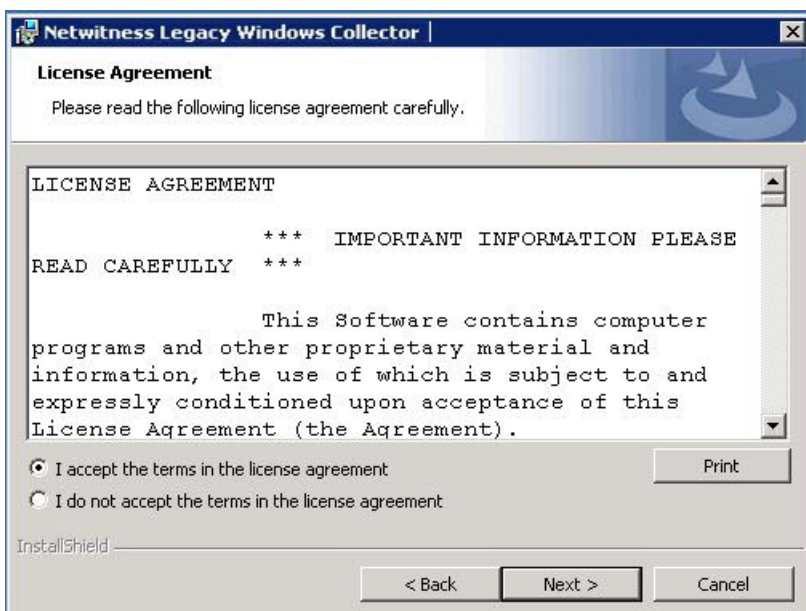 Netwitness Legacy Windows Collector
License Agreement
Please read the following license agreement carefully.
LICENSE AGREEMENT
*** IMPORTANT INFORMATION PLEASE
READ CAREFULLY ***
This Software contains computer
programs and other proprietary material and
information, the use of which is subject to and
expressly conditioned upon acceptance of this
License Agreement (the Agreement).
I accept the terms in the license agreement
Print
I do not accept the terms in the license agreement
InstallShield
< Back
Next >
Cancel